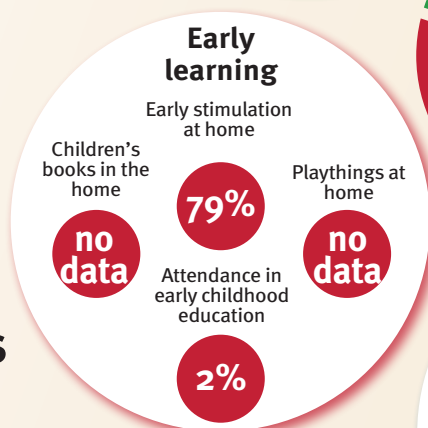 Early
learning
Early stimulation
at home
79%
Children's
books in the
home
no
data
Playthings at
home
no
data
Attendance in
early childhood
education
2%
s